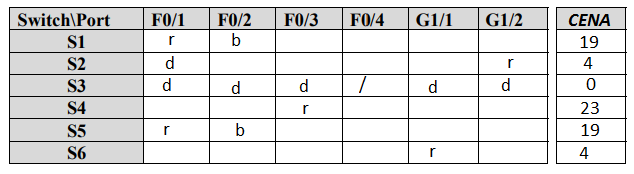 Switch\Port F0/1 F0/2 F0/3 F0/4 G1/1 G1/2 CENA
S1 r b 19
S2 d r 4
S3 d d d / d d 0
S4 r 23
S5 r b 19
S6 r 4